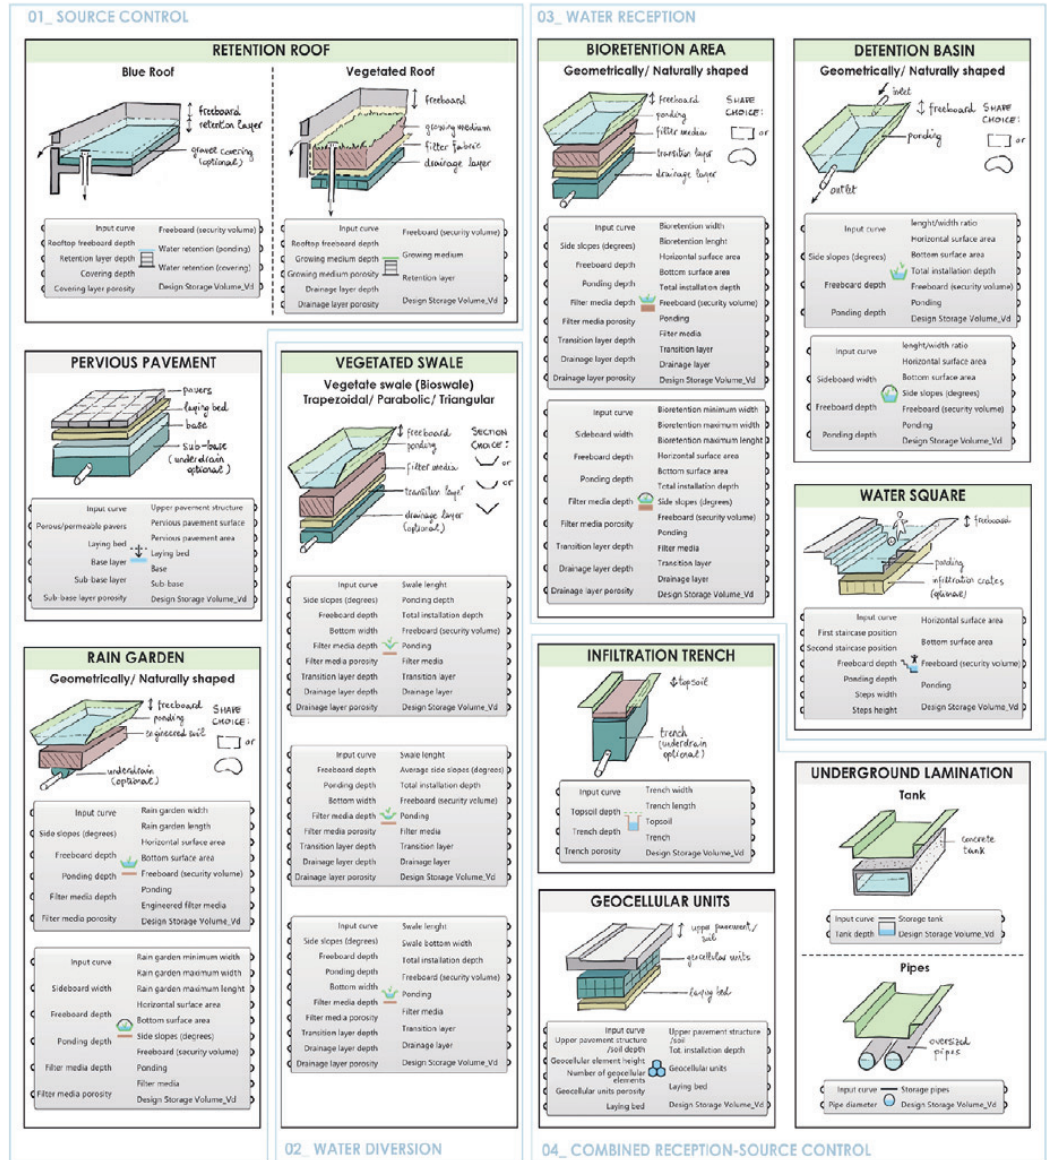 01_ SOURCE CONTROL
RETENTION ROOF
Blue Roof
freeboard
retention layer
gravel covering
(optional)
Input curve
Rooftop freeboard depth
Retention layer depth
Covering depth
Covering layer porosity
Freeboard (security volume)
Water retention (ponding)
Water retention (covering)
Design Storage Volume_Vd
Vegetated Roof
freeboard
growing medium
filter fabric
drainage layer
Input curve
Rooftop freeboard depth
Growing medium depth
Growing medium porosity
Drainage layer depth
Drainage layer porosity
Freeboard (security volume)
Growing medium
Retention layer
Design Storage Volume_Vd
PERVIOUS PAVEMENT
pavers
laying bed
base
sub-base
(underdrain
optional)
Input curve
Porous/permeable pavers
Laying bed
Base layer
Sub-base layer
Sub-base layer porosity
Upper pavement structure
Pervious pavement surface
Pervious pavement area
Laying bed
Base
Sub-base
Design Storage Volume_Vd
RAIN GARDEN
Geometrically/ Naturally shaped
freeboard
ponding
engineered soil
underdrain
(optional)
SHAPE
CHOICE:
or
Input curve
Side slopes (degrees)
Freeboard depth
Ponding depth
Filter media depth
Filter media porosity
Rain garden width
Rain garden length
Horizontal surface area
Bottom surface area
Freeboard (security volume)
Ponding
Engineered filter media
Design Storage Volume_Vd
Input curve
Sideboard width
Freeboard depth
Ponding depth
Filter media depth
Filter media porosity
Rain garden minimum width
Rain garden maximum width
Rain garden maximum lenght
Horizontal surface area
Bottom surface area
Side slopes (degrees)
Freeboard (security volume)
Ponding
Filter media
Design Storage Volume_Vd
VEGETATED SWALE
Vegetate swale (Bioswale)
Trapezoidal/ Parabolic/ Triangular
freeboard
ponding
filter media
transition layer
drainage layer
(optional)
SECTION
CHOICE:
or
or
Input curve
Side slopes (degrees)
Freeboard depth
Bottom width
Filter media depth
Filter media porosity
Transition layer depth
Drainage layer depth
Drainage layer porosity
Swale lenght
Ponding depth
Total installation depth
Freeboard (security volume)
Ponding
Filter media
Transition layer
Drainage layer
Design Storage Volume_Vd
Input curve
Freeboard depth
Ponding depth
Bottom width
Filter media depth
Filter media porosity
Transition layer depth
Drainage layer depth
Drainage layer porosity
Swale lenght
Average side slopes (degrees)
Total installation depth
Freeboard (security volume)
Ponding
Filter media
Transition layer
Drainage layer
Design Storage Volume_Vd
Input curve
Side slopes (degrees)
Freeboard depth
Ponding depth
Bottom width
Filter media depth
Filter media porosity
Transition layer depth
Drainage layer depth
Drainage layer porosity
Swale lenght
Swale bottom width
Total installation depth
Freeboard (security volume)
Ponding
Filter media
Transition layer
Drainage layer
Design Storage Volume_Vd
02_ WATER DIVERSION
03_ WATER RECEPTION
BIORETENTION AREA
Geometrically/ Naturally shaped
freeboard
ponding
filter media
transition layer
drainage layer
SHAPE
CHOICE:
or
Input curve
Side slopes (degrees)
Freeboard depth
Ponding depth
Filter media depth
Filter media porosity
Transition layer depth
Drainage layer depth
Drainage layer porosity
Bioretention width
Bioretention lenght
Horizontal surface area
Bottom surface area
Total installation depth
Freeboard (security volume)
Ponding
Filter media
Transition layer
Drainage layer
Design Storage Volume_Vd
Input curve
Sideboard width
Freeboard depth
Ponding depth
Filter media depth
Filter media porosity
Transition layer depth
Drainage layer depth
Drainage layer porosity
Bioretention minimum width
Bioretention maximum width
Bioretention maximum lenght
Horizontal surface area
Bottom surface area
Total installation depth
Side slopes (degrees)
Freeboard (security volume)
Ponding
Filter media
Transition layer
Drainage layer
Design Storage Volume_Vd
DETENTION BASIN
Geometrically/ Naturally shaped
inlet
freeboard
ponding
outlet
SHAPE
CHOICE:
or
Input curve
Side slopes (degrees)
Freeboard depth
Ponding depth
lenght/width ratio
Horizontal surface area
Bottom surface area
Total installation depth
Freeboard (security volume)
Ponding
Design Storage Volume_Vd
Input curve
Sideboard width
Freeboard depth
Ponding depth
lenght/width ratio
Horizontal surface area
Bottom surface area
Side slopes (degrees)
Freeboard (security volume)
Ponding
Design Storage Volume_Vd
WATER SQUARE
freeboard
ponding
infiltration crates
(optional)
Input curve
First staircase position
Second staircase position
Freeboard depth
Ponding depth
Steps width
Steps height
Horizontal surface area
Bottom surface area
Freeboard (security volume)
Ponding
Design Storage Volume_Vd
INFILTRATION TRENCH
topsoil
trench
(underdrain
optional)
Input curve
Topsoil depth
Trench depth
Trench porosity
Trench width
Trench length
Topsoil
Trench
Design Storage Volume_Vd
GEOCELLULAR UNITS
upper pavement/
soil
geocellular units
laying bed
Input curve
Upper pavement structure
/soil depth
Geocellular element height
Number of geocellular
elements
Geocellular units porosity
Laying bed
Upper pavement structure
/soil
Tot. installation depth
Geocellular units
Laying bed
Design Storage Volume_Vd
UNDERGROUND LAMINATION
Tank
concrete
tank
Input curve
Tank depth
Storage tank
Design Storage Volume_Vd
Pipes
oversized
pipes
Input curve
Pipe diameter
Storage pipes
Design Storage Volume_Vd
04_ COMBINED RECEPTION-SOURCE CONTROL